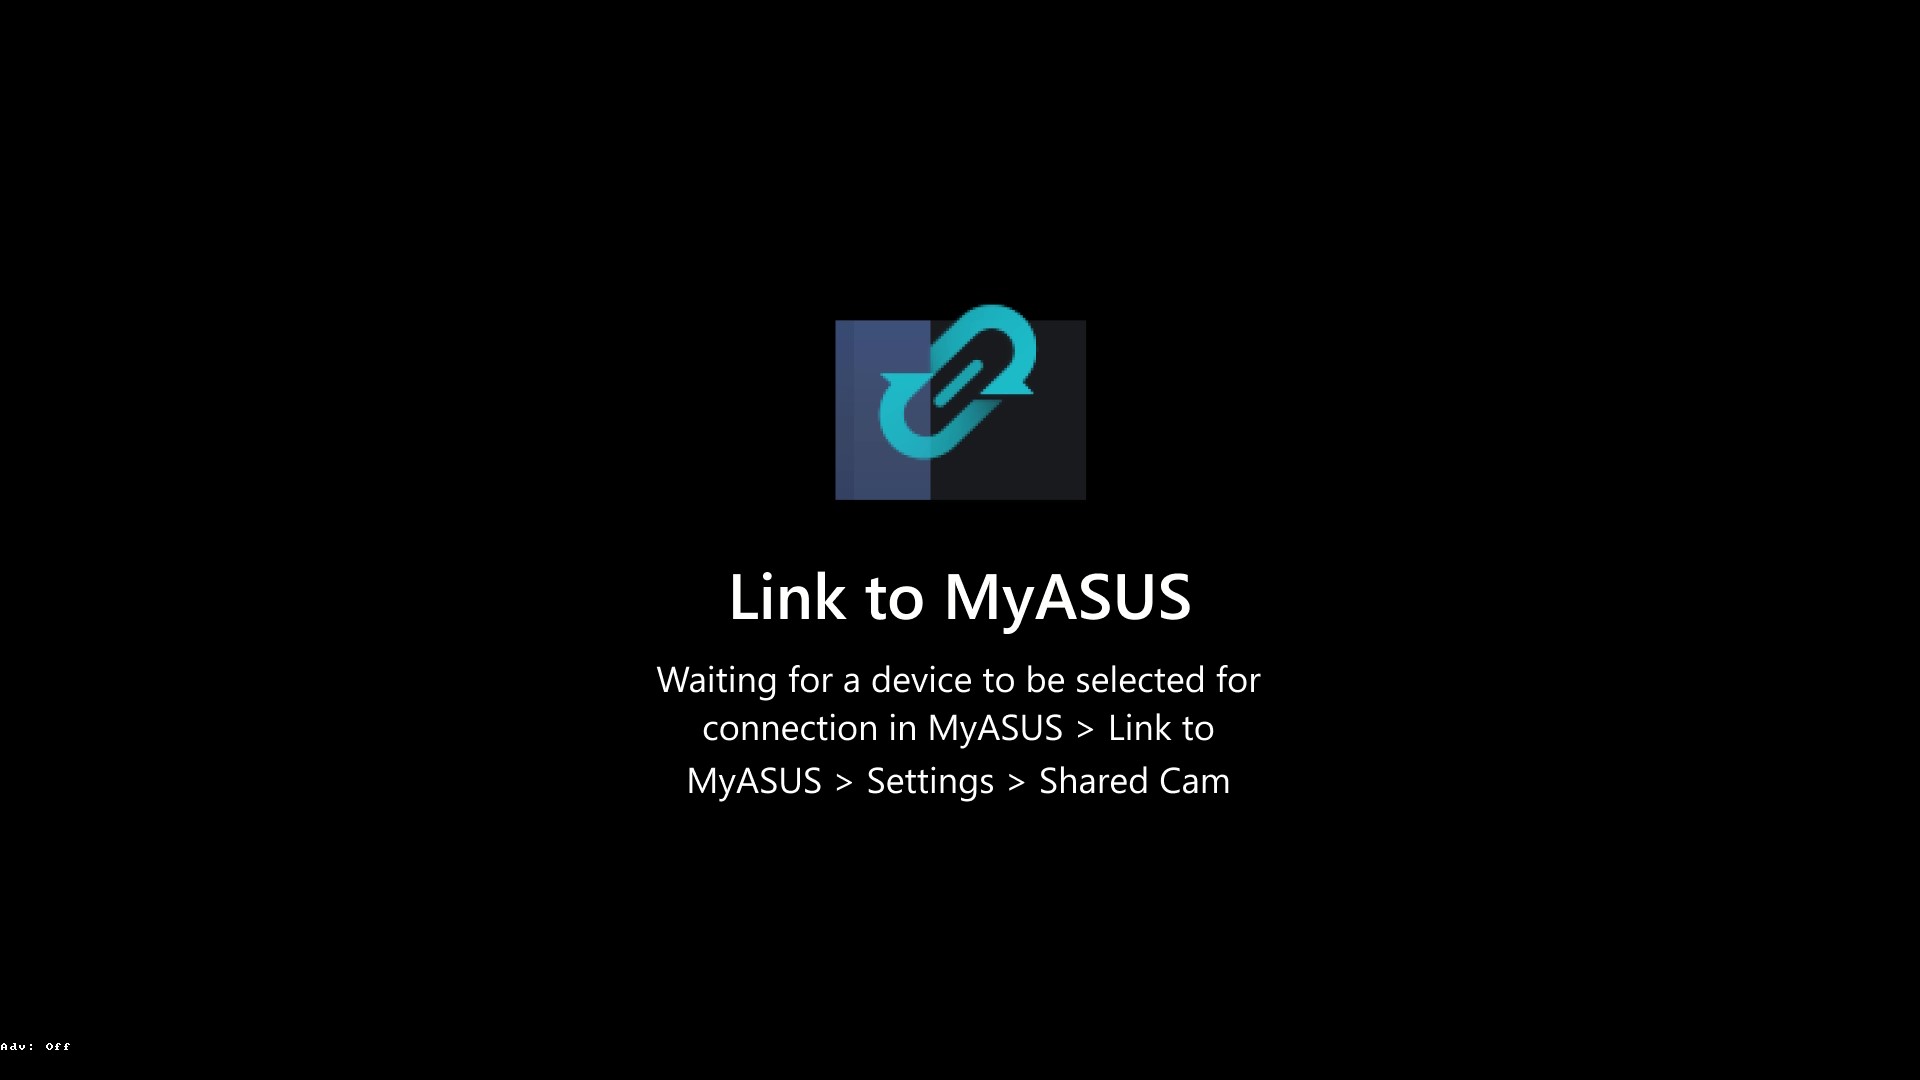 Link to MyASUS
Waiting for a device to be selected for
connection in MyASUS > Link to
MyASUS > Settings > Shared Cam
Adv: Off